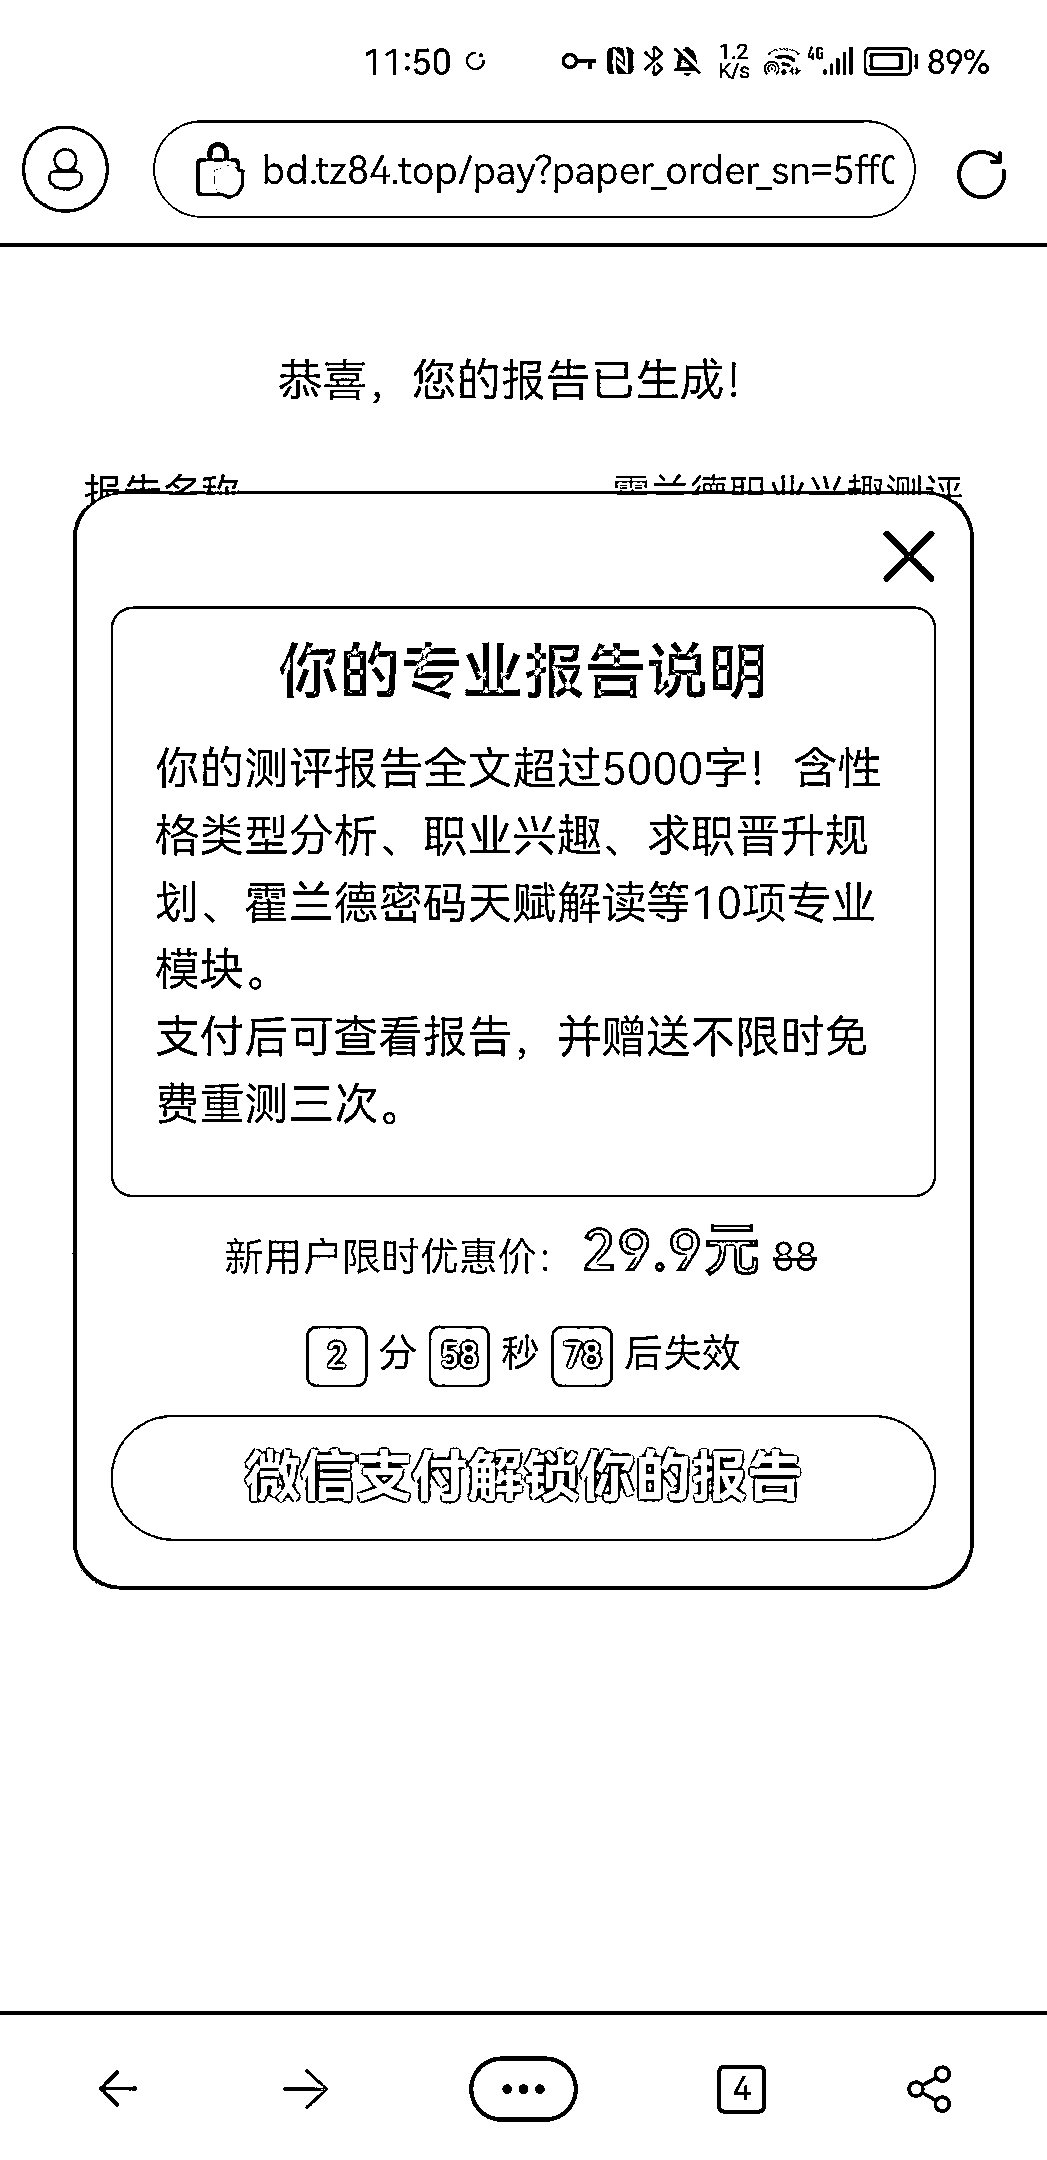 11:50
1.2 K/s
4G
89%
bd.tz84.top/pay?paper_order_sn=5ff0
恭喜，您的报告已生成！
报告名称 霍兰德职业兴趣测评
你的专业报告说明
你的测评报告全文超过5000字！含性
格类型分析、职业兴趣、求职晋升规
划、霍兰德密码天赋解读等10项专业
模块。
支付后可查看报告，并赠送不限时免
费重测三次。
新用户限时优惠价：29.9元 88
2 分 58 秒 78 后失效
微信支付解锁你的报告
4